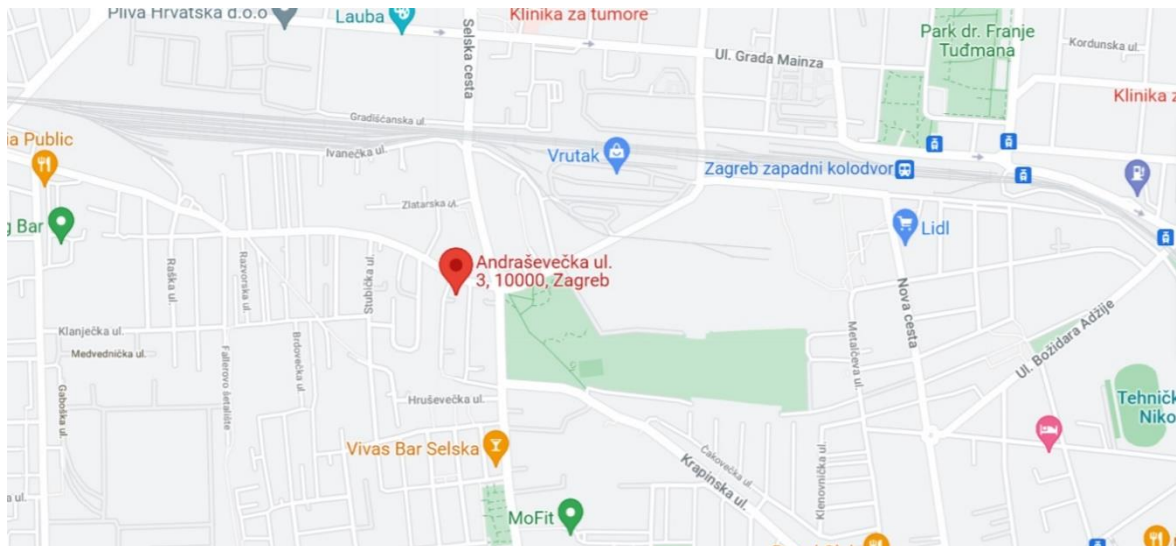 Pliva Hrvatska d.o.o
Lauba
Selska cesta
Klinika za tumore
Ul. Grada Mainza
Park dr. Franje
Tuđmana
Kordunska ul.
Klinika z
Gradišćanska ul.
Ivanečka ul.
ia Public
Vrutak
Zagreb zapadni kolodvor
Zlatarska ul.
g Bar
Lidl
Andraševečka ul.
3, 10000, Zagreb
Raška ul.
Razvorska ul.
Stubička ul.
Klanječka ul.
Medvednička ul.
Brdovečka ul.
Fallerovo šetalište
Gaboška ul.
Nova cesta
Metalčeva ul.
Ul. Božidara Adžije
Hruševečka ul.
Tehničk
Niko
Vivas Bar Selska
Krapinska ul.
Čakovečka ul.
Klenovnička ul.
a ul.
MoFit